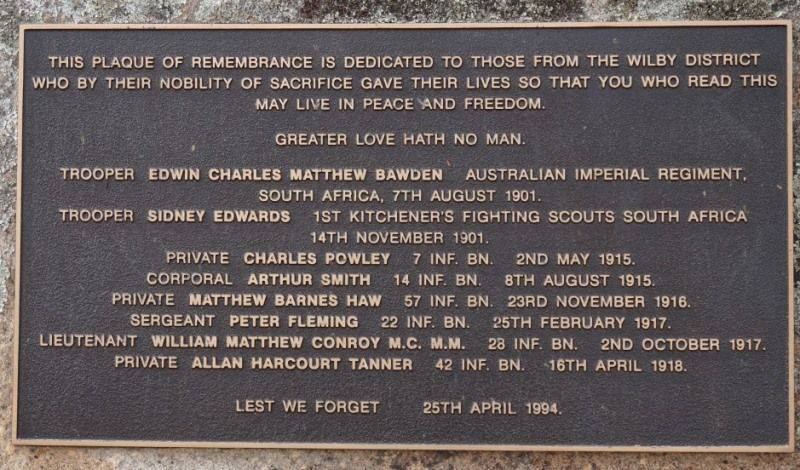 THIS PLAQUE OF REMEMBRANCE IS DEDICATED TO THOSE FROM THE WILBY DISTRICT
WHO BY THEIR NOBILITY OF SACRIFICE GAVE THEIR LIVES SO THAT YOU WHO READ THIS
MAY LIVE IN PEACE AND FREEDOM.
GREATER LOVE HATH NO MAN.
TROOPER EDWIN CHARLES MATTHEW BAWDEN AUSTRALIAN IMPERIAL REGIMENT,
SOUTH AFRICA, 7TH AUGUST 1901.
TROOPER SIDNEY EDWARDS 1ST KITCHENER'S FIGHTING SCOUTS SOUTH AFRICA
14TH NOVEMBER 1901.
PRIVATE CHARLES POWLEY 7 INF. BN. 2ND MAY 1915.
CORPORAL ARTHUR SMITH 14 INF. BN. 8TH AUGUST 1915.
PRIVATE MATTHEW BARNES HAW 57 INF. BN. 23RD NOVEMBER 1916.
SERGEANT PETER FLEMING 22 INF. BN. 25TH FEBRUARY 1917.
LIEUTENANT WILLIAM MATTHEW CONROY M.C. M.M. 28 INF. BN. 2ND OCTOBER 1917.
PRIVATE ALLAN HARCOURT TANNER 42 INF. BN. 16TH APRIL 1918.
LEST WE FORGET 25TH APRIL 1994.